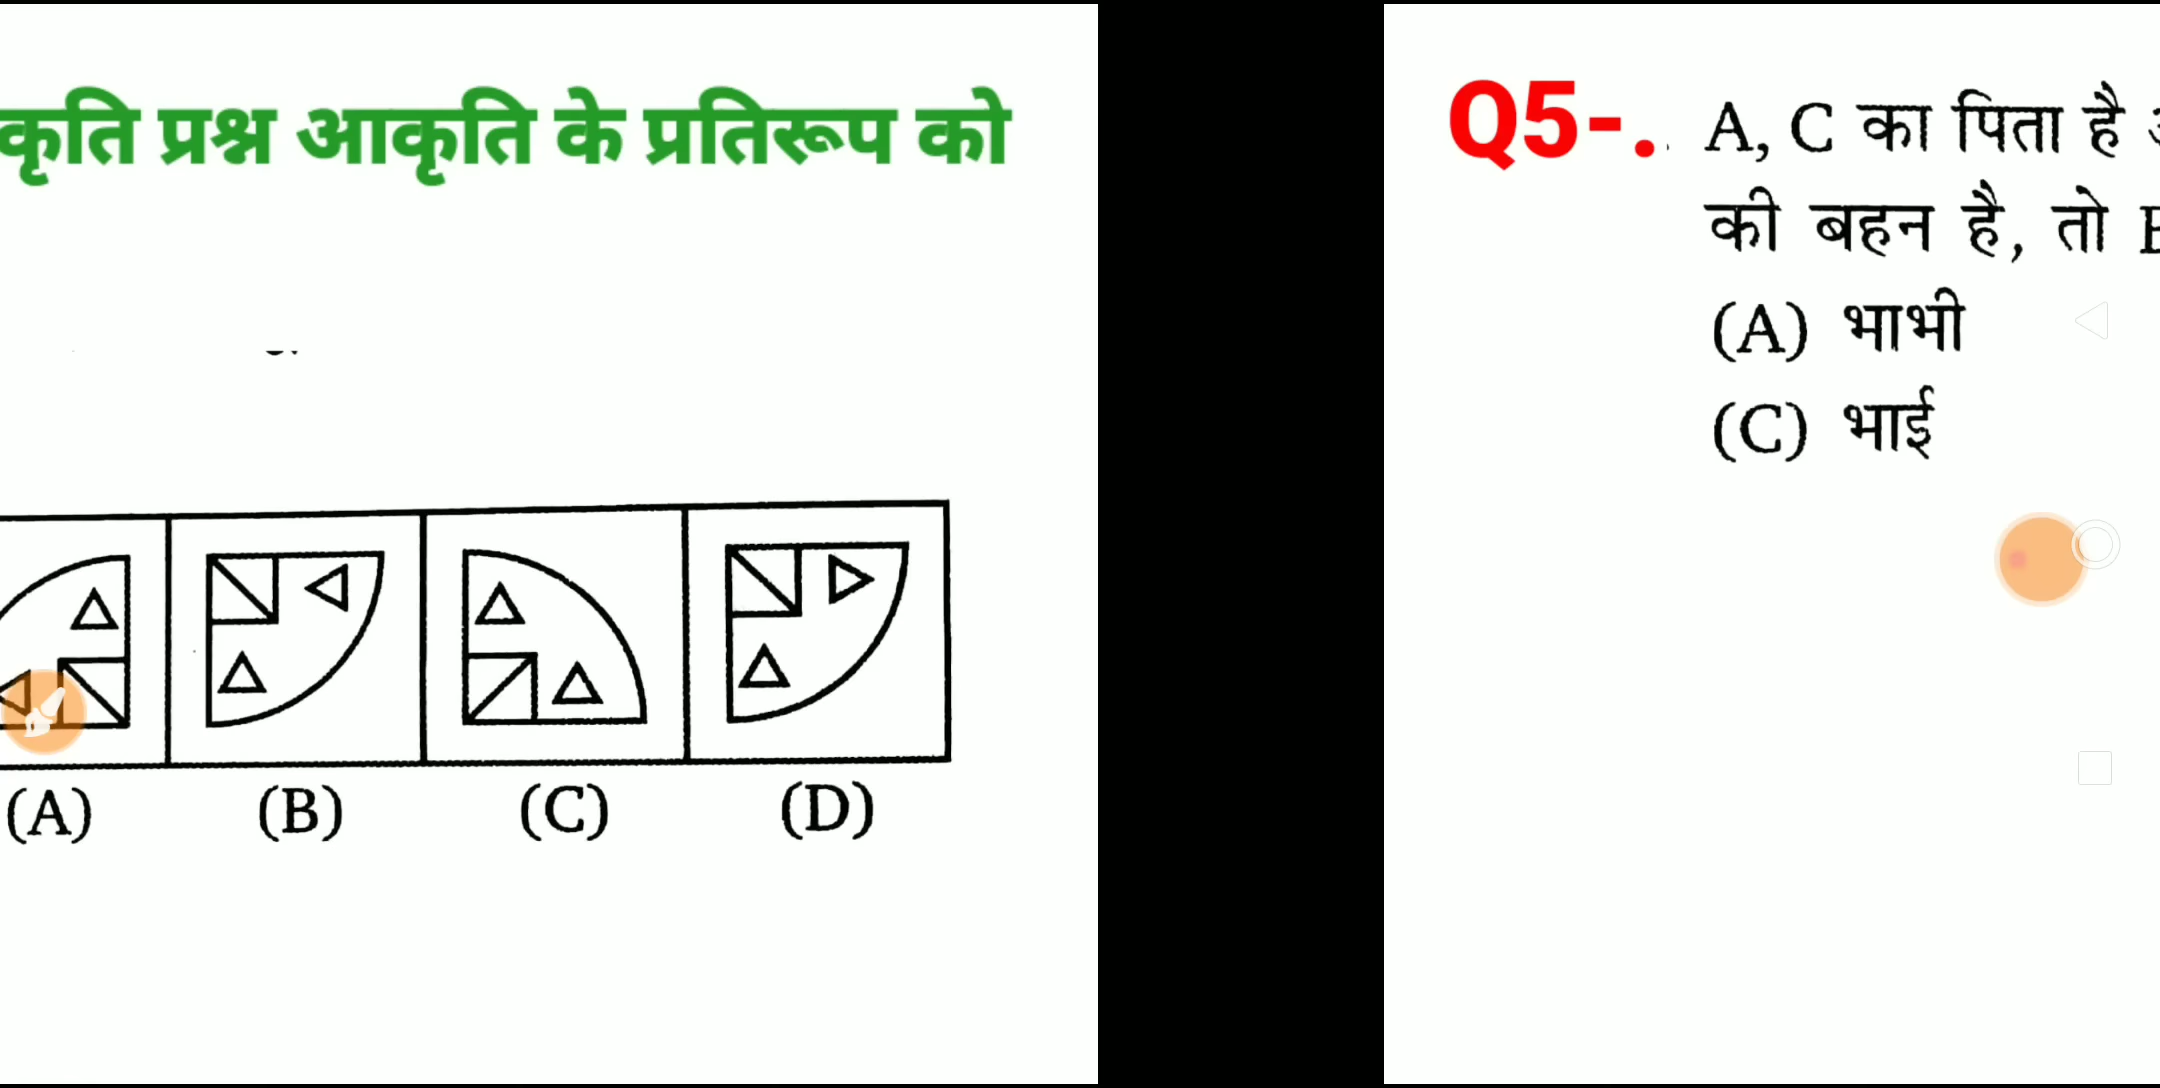 कृति प्रश्न आकृति के प्रतिरूप को
(A) (B) (C) (D)
Q5-. A, C का पिता है
की बहन है, तो
(A) भाभी
(C) भाई